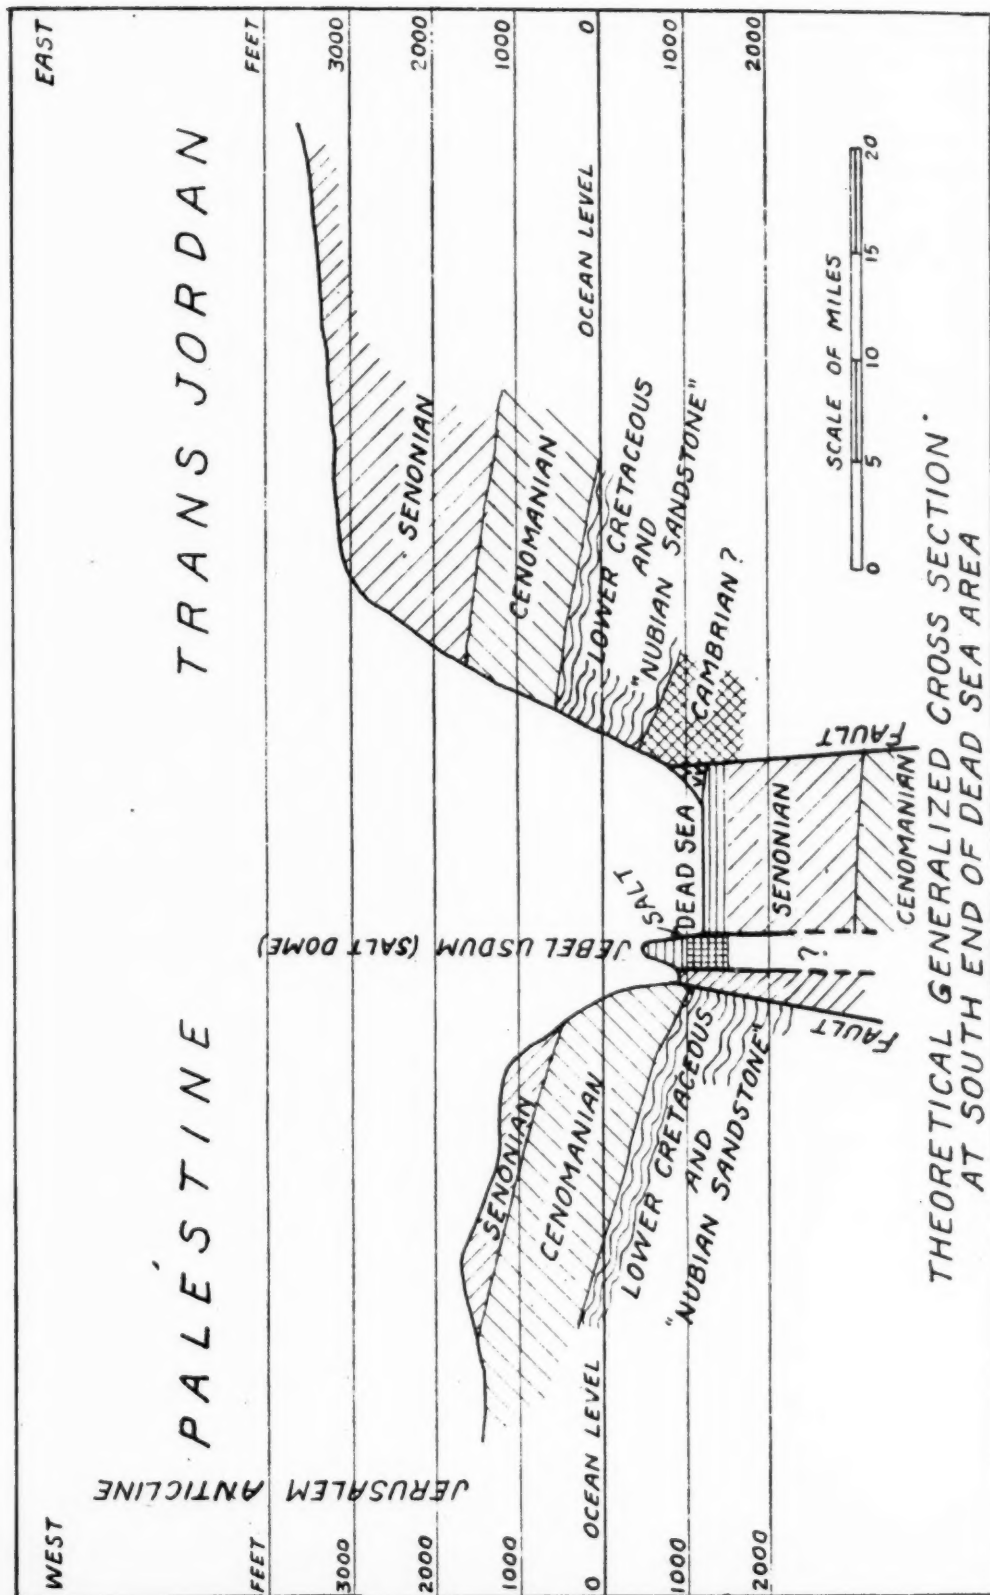 WEST
EAST
PALESTINE
TRANS JORDAN
JERUSALEM ANTICLINE
JEBEL USDUM (SALT DOME)
FEET
3000
2000
1000
0
1000
2000
FEET
3000
2000
1000
0
1000
2000
OCEAN LEVEL
OCEAN LEVEL
SENONIAN
CENOMANIAN
LOWER CRETACEOUS
AND
"NUBIAN SANDSTONE"
FAULT
?
SALT
DEAD SEA
SENONIAN
CENOMANIAN
FAULT
SENONIAN
CENOMANIAN
LOWER CRETACEOUS
AND
"NUBIAN SANDSTONE"
CAMBRIAN ?
SCALE OF MILES
0 5 10 15 20
THEORETICAL GENERALIZED CROSS SECTION
AT SOUTH END OF DEAD SEA AREA